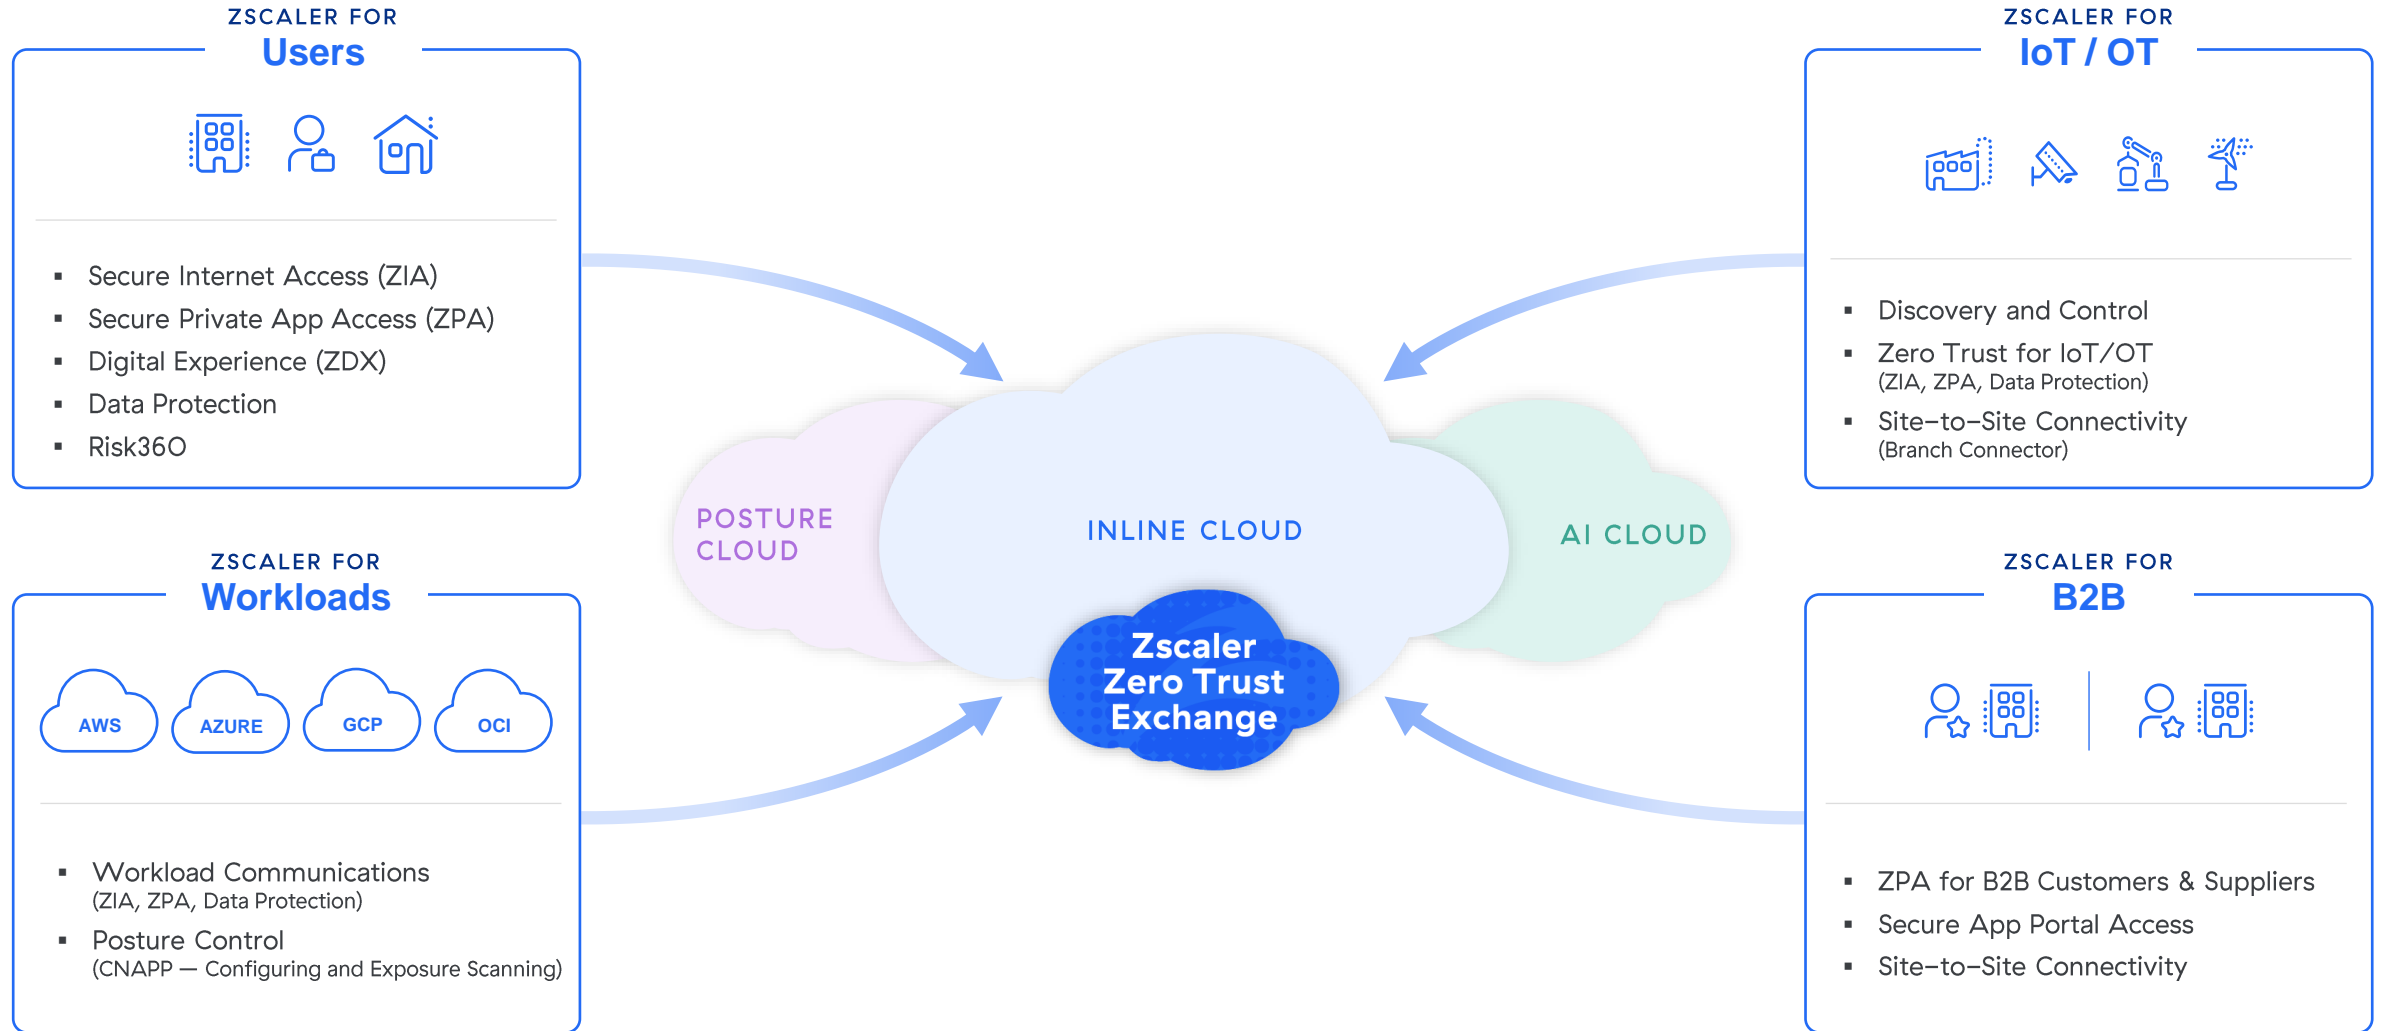 ZSCALER FOR
Users
Secure Internet Access (ZIA)
Secure Private App Access (ZPA)
Digital Experience (ZDX)
Data Protection
Risk360
ZSCALER FOR
IoT / OT
Discovery and Control
Zero Trust for IoT/OT
(ZIA, ZPA, Data Protection)
Site-to-Site Connectivity
(Branch Connector)
POSTURE
CLOUD
INLINE CLOUD
AI CLOUD
Zscaler
Zero Trust
Exchange
ZSCALER FOR
Workloads
AWS
AZURE
GCP
OCI
Workload Communications
(ZIA, ZPA, Data Protection)
Posture Control
(CNAPP — Configuring and Exposure Scanning)
ZSCALER FOR
B2B
ZPA for B2B Customers & Suppliers
Secure App Portal Access
Site-to-Site Connectivity